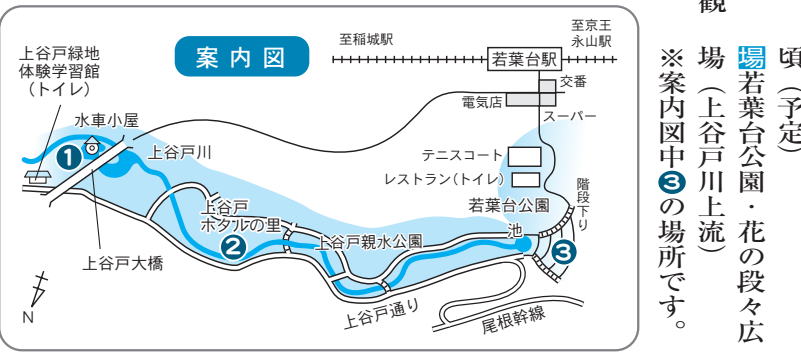 頃（予定）
場若葉台公園・花の段々広
場（上谷戸川上流）
※案内図中❸の場所です。
観
案内図
至稲城駅
至京王
永山駅
若葉台駅
交番
電気店
スーパー
上谷戸緑地
体験学習館
（トイレ）
水車小屋
❶
上谷戸川
テニスコート
レストラン(トイレ)
階段下り
若葉台公園
池
❸
上谷戸
ホタルの里
❷
上谷戸親水公園
上谷戸大橋
上谷戸通り
尾根幹線
N